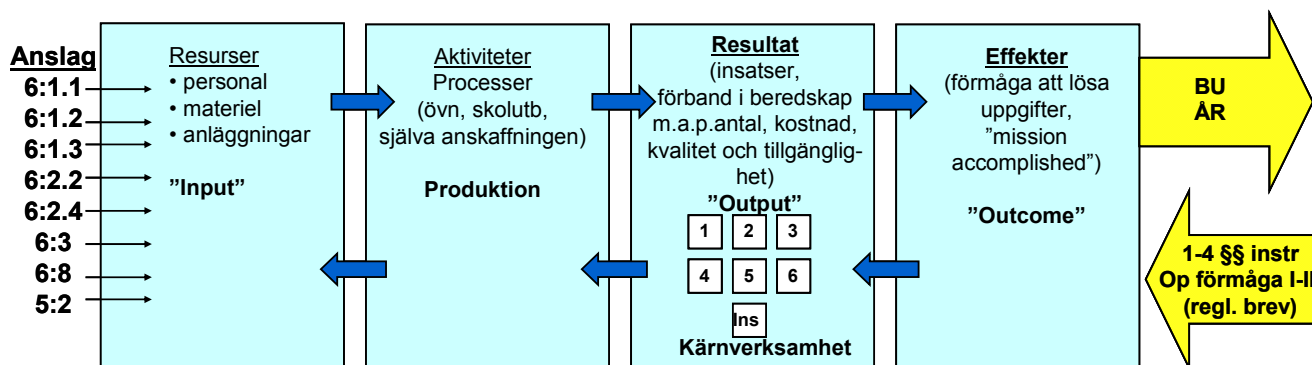 Anslag
6:1.1
6:1.2
6:1.3
6:2.2
6:2.4
6:3
6:8
5:2
Resurser
• personal
• materiel
• anläggningar
”Input”
Aktiviteter
Processer
(övn, skolutb,
själva anskaffningen)
Produktion
Resultat
(insatser,
förband i beredskap
m.a.p.antal, kostnad,
kvalitet och tillgänglig-
het)
”Output”
1 2 3
4 5 6
Ins
Kärnverksamhet
Effekter
(förmåga att lösa
uppgifter,
”mission
accomplished”)
”Outcome”
BU
ÅR
1-4 §§ instr
Op förmåga I-II
(regl. brev)